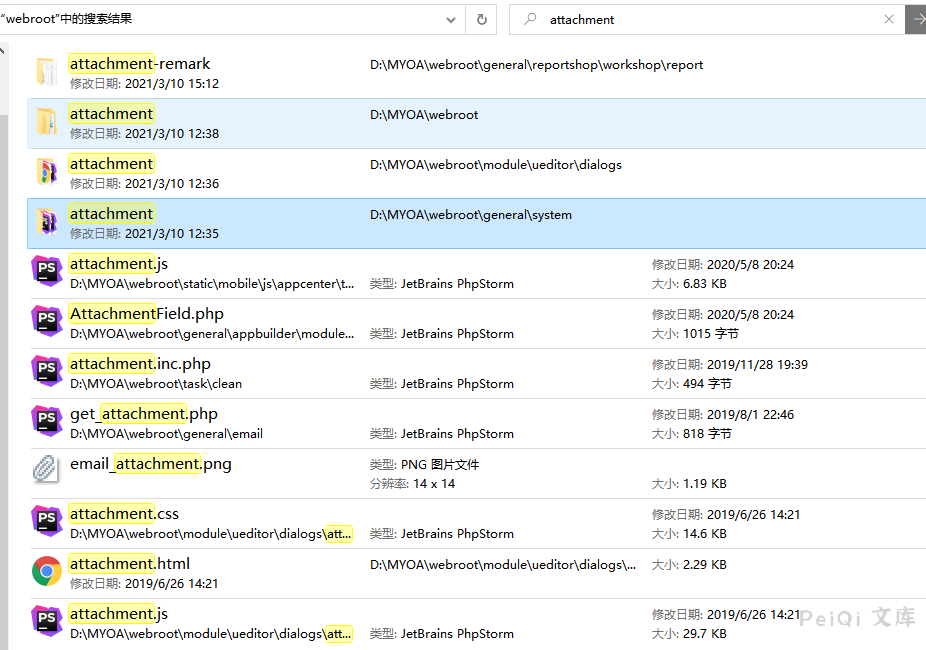 "webroot"中的搜索结果
attachment
attachment-remark
D:\MYOA\webroot\general\reportshop\workshop\report
修改日期: 2021/3/10 15:12
attachment
D:\MYOA\webroot
修改日期: 2021/3/10 12:38
attachment
D:\MYOA\webroot\module\ueditor\dialogs
修改日期: 2021/3/10 12:36
attachment
D:\MYOA\webroot\general\system
修改日期: 2021/3/10 12:35
attachment.js
修改日期: 2020/5/8 20:24
D:\MYOA\webroot\static\mobile\js\appcenter\t...
类型: JetBrains PhpStorm
大小: 6.83 KB
AttachmentField.php
修改日期: 2020/5/8 20:24
D:\MYOA\webroot\general\appbuilder\module...
类型: JetBrains PhpStorm
大小: 1015 字节
attachment.inc.php
修改日期: 2019/11/28 19:39
D:\MYOA\webroot\task\clean
类型: JetBrains PhpStorm
大小: 494 字节
get_attachment.php
修改日期: 2019/8/1 22:46
D:\MYOA\webroot\general\email
类型: JetBrains PhpStorm
大小: 818 字节
email_attachment.png
类型: PNG 图片文件
分辨率: 14 x 14
大小: 1.19 KB
attachment.css
修改日期: 2019/6/26 14:21
D:\MYOA\webroot\module\ueditor\dialogs\att...
类型: JetBrains PhpStorm
大小: 14.6 KB
attachment.html
D:\MYOA\webroot\module\ueditor\dialogs\...
大小: 2.29 KB
修改日期: 2019/6/26 14:21
attachment.js
修改日期: 2019/6/26 14:21
D:\MYOA\webroot\module\ueditor\dialogs\att...
类型: JetBrains PhpStorm
大小: 29.7 KB
PeiQi 文库
PS
PS
PS
PS
PS
PS